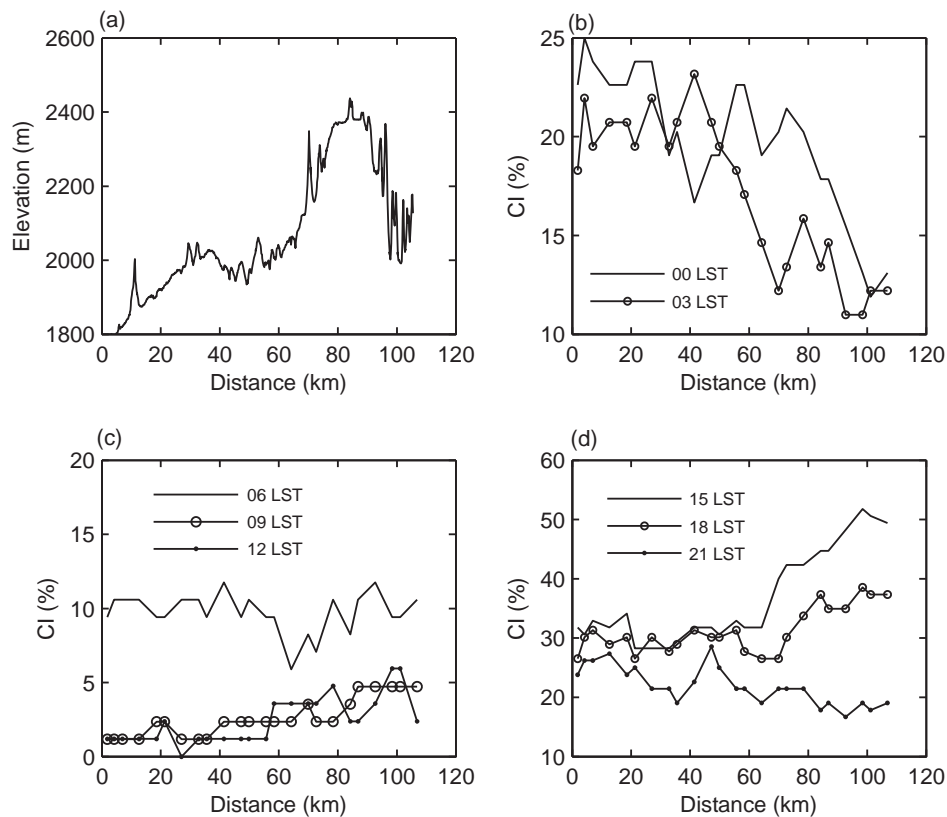 (a)
2600
2400
2200
2000
1800
Elevation (m)
0 20 40 60 80 100 120
Distance (km)
(b)
25
20
15
10
CI (%)
00 LST
03 LST
0 20 40 60 80 100 120
Distance (km)
(c)
20
15
10
5
0
CI (%)
06 LST
09 LST
12 LST
0 20 40 60 80 100 120
Distance (km)
(d)
60
50
40
30
20
10
CI (%)
15 LST
18 LST
21 LST
0 20 40 60 80 100 120
Distance (km)